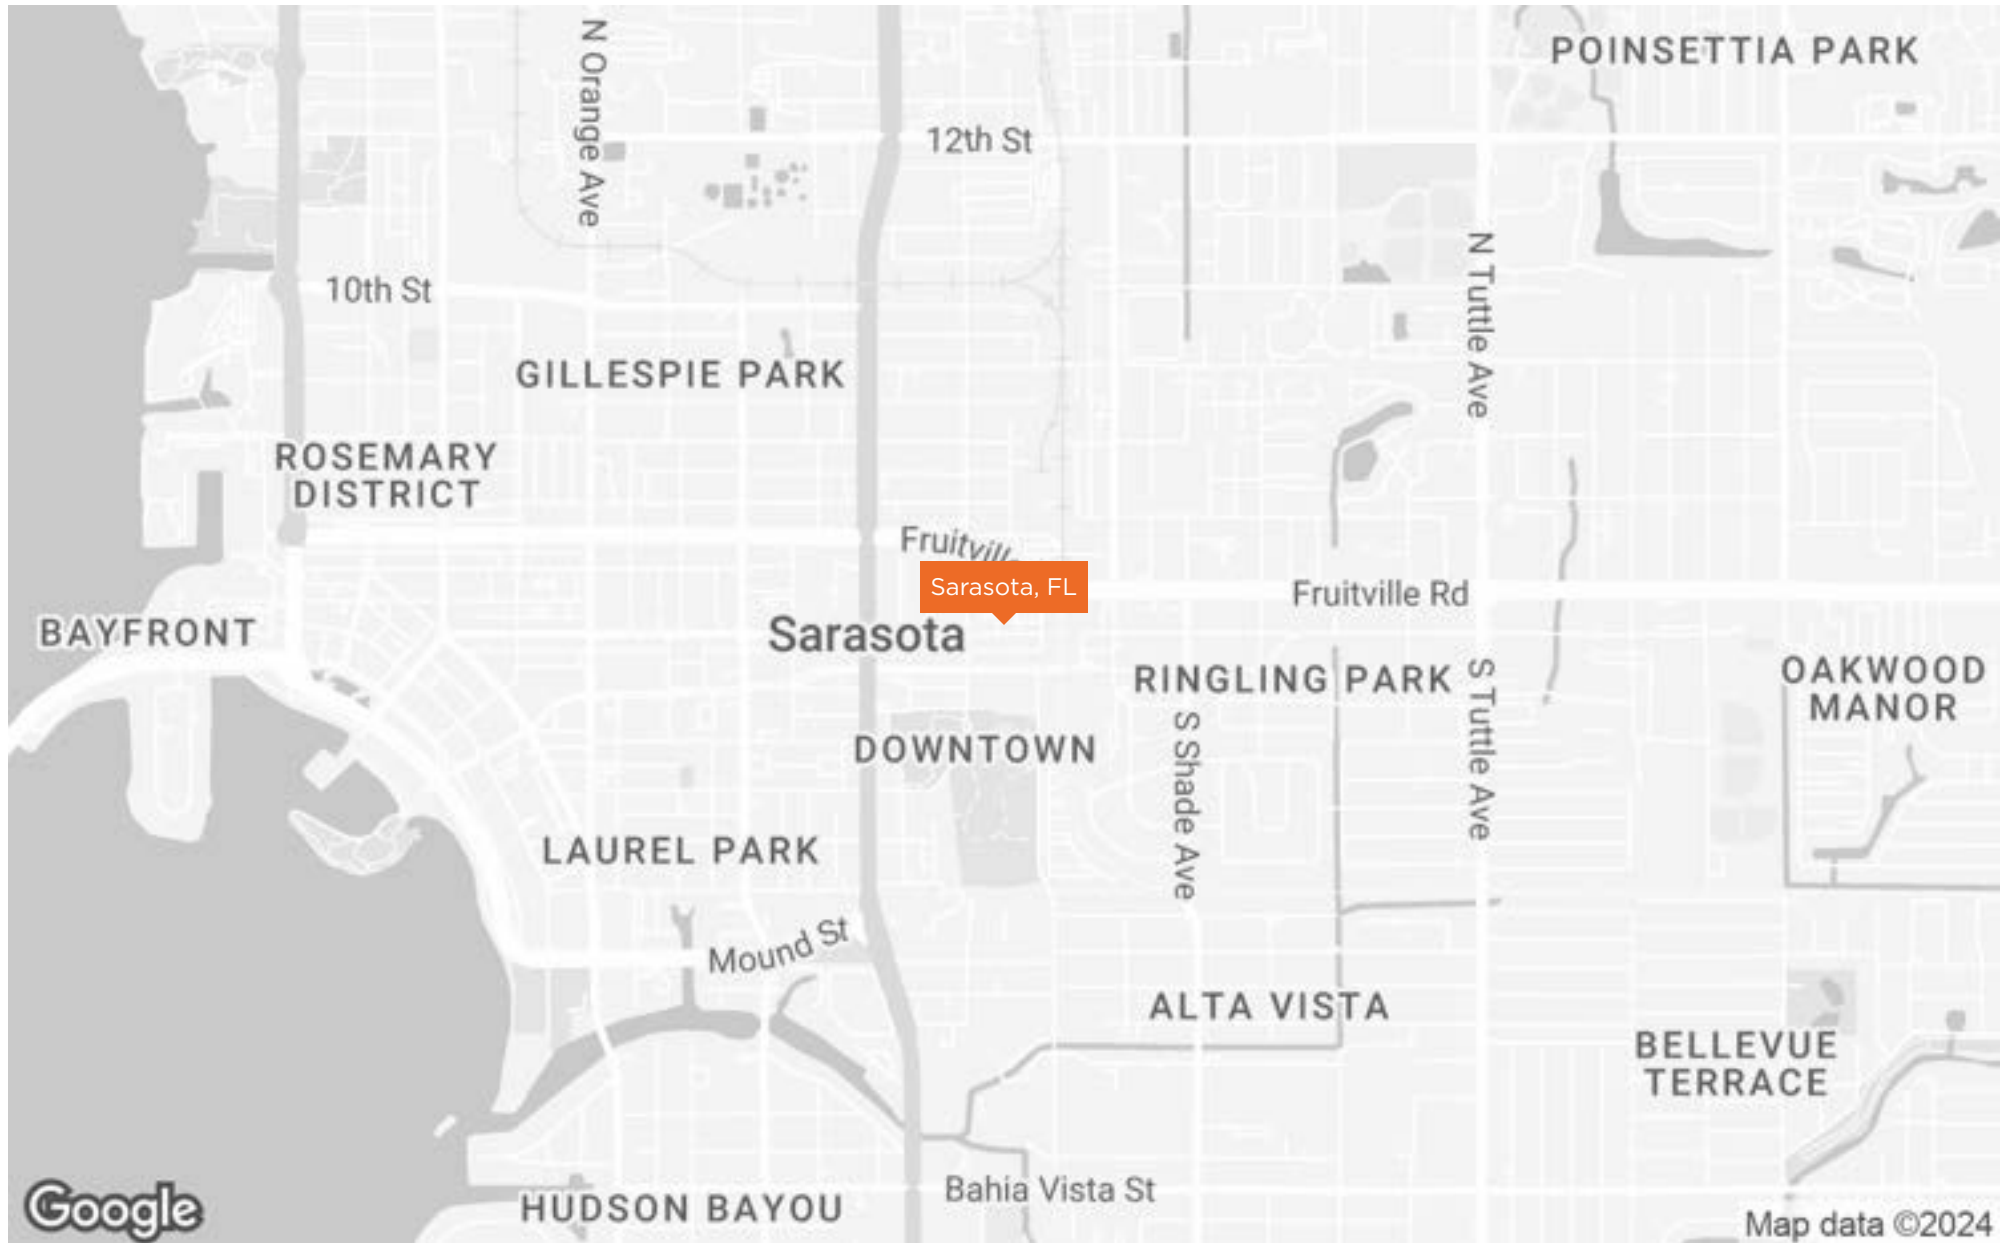 POINSETTIA PARK
N Orange Ave
12th St
N Tuttle Ave
10th St
GILLESPIE PARK
ROSEMARY
DISTRICT
Fruitville
Sarasota, FL
Fruitville Rd
BAYFRONT
Sarasota
RINGLING PARK
OAKWOOD
MANOR
S Tuttle Ave
S Shade Ave
DOWNTOWN
LAUREL PARK
Mound St
ALTA VISTA
BELLEVUE
TERRACE
Bahia Vista St
HUDSON BAYOU
Google
Map data ©2024